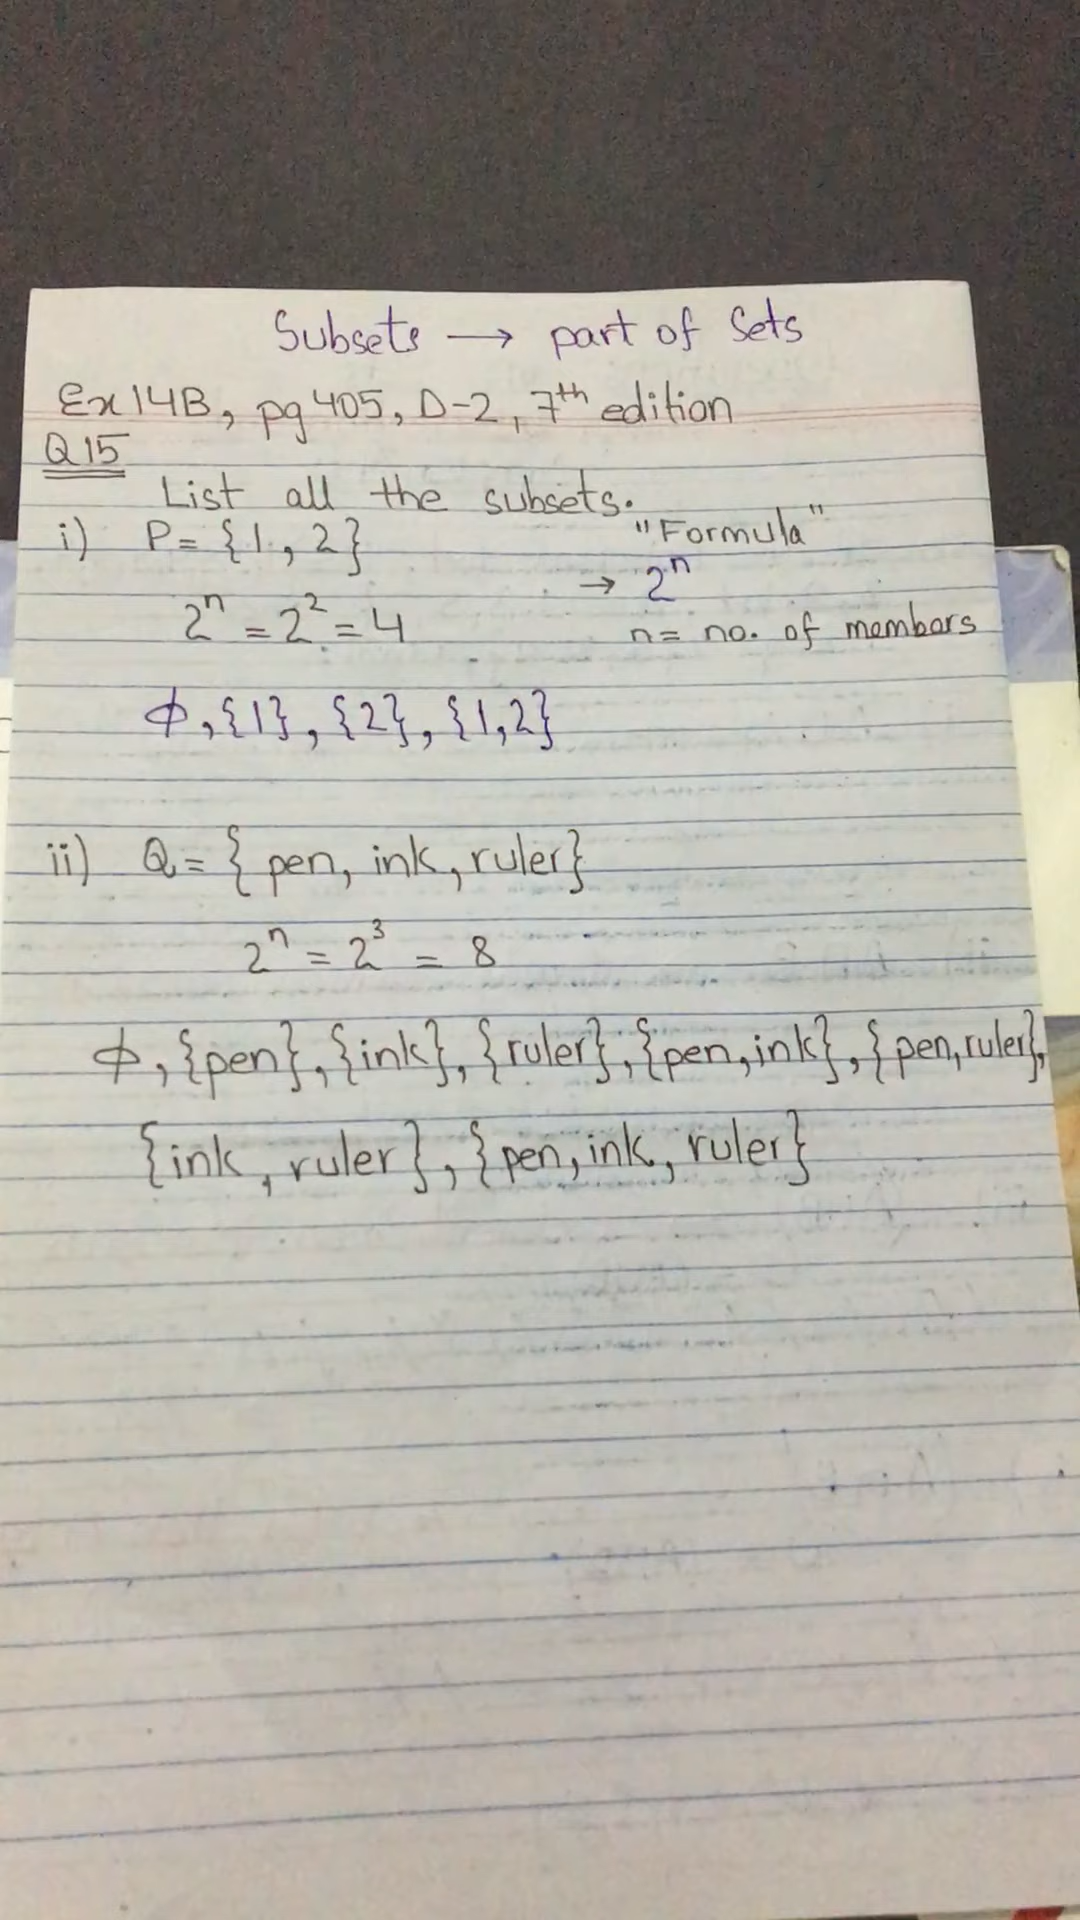 Subsets → part of Sets
Ex 14B, pg 405, D-2, 7th edition
Q15
List all the subsets.
i) P = {1, 2}
"Formula"
→ 2ⁿ
2ⁿ = 2² = 4
n = no. of members
Φ, {1}, {2}, {1,2}
ii) Q = { pen, ink, ruler}
2ⁿ = 2³ = 8
Φ, {pen}, {ink}, {ruler}, {pen, ink}, { pen, ruler},
{ink, ruler}, {pen, ink, ruler}